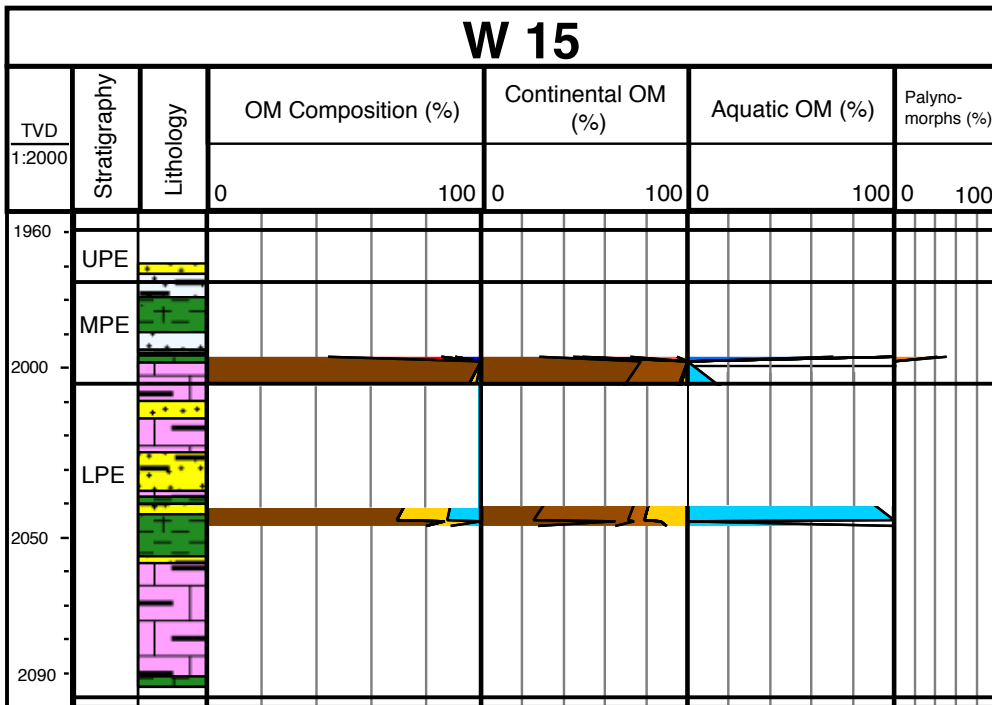 W 15
TVD
1:2000
Stratigraphy
Lithology
OM Composition (%)
0 100
Continental OM
(%)
0 100
Aquatic OM (%)
0 100
Palyno-
morphs (%)
0 100
1960
UPE
MPE
2000
LPE
2050
2090